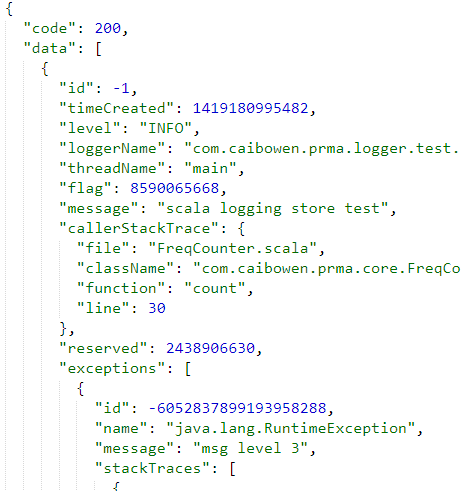 {
  "code": 200,
  "data": [
    {
      "id": -1,
      "timeCreated": 1419180995482,
      "level": "INFO",
      "loggerName": "com.caibowen.prma.logger.test.
      "threadName": "main",
      "flag": 8590065668,
      "message": "scala logging store test",
      "callerStackTrace": {
        "file": "FreqCounter.scala",
        "className": "com.caibowen.prma.core.FreqCo
        "function": "count",
        "line": 30
      },
      "reserved": 2438906630,
      "exceptions": [
        {
          "id": -6052837899193958288,
          "name": "java.lang.RuntimeException",
          "message": "msg level 3",
          "stackTraces": [
            {